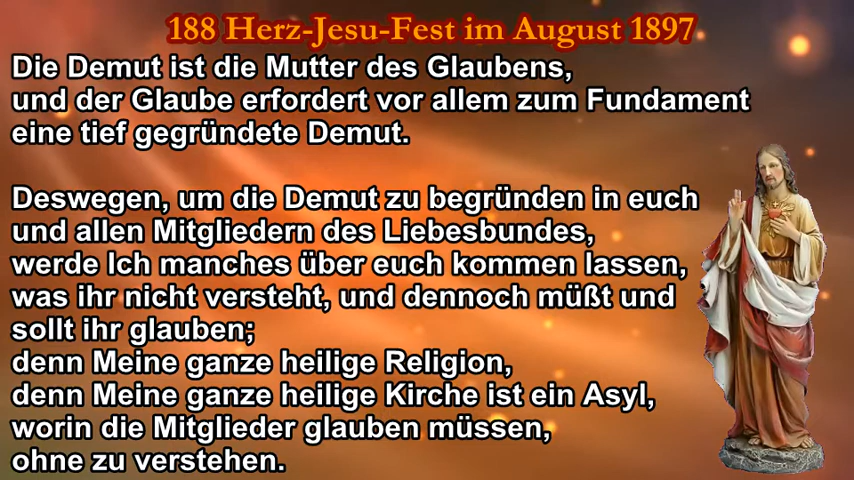 188 Herz-Jesu-Fest im August 1897
Die Demut ist die Mutter des Glaubens,
und der Glaube erfordert vor allem zum Fundament
eine tief gegründete Demut.
Deswegen, um die Demut zu begründen in euch
und allen Mitgliedern des Liebesbundes,
werde Ich manches über euch kommen lassen,
was ihr nicht versteht, und dennoch müßt und
sollt ihr glauben;
denn Meine ganze heilige Religion,
denn Meine ganze heilige Kirche ist ein Asyl,
worin die Mitglieder glauben müssen,
ohne zu verstehen.